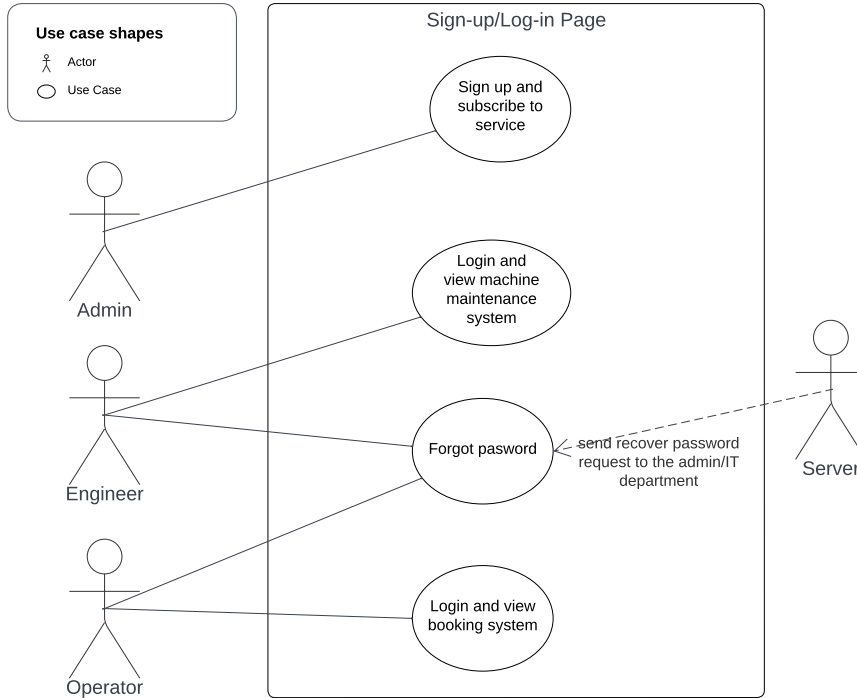 Use case shapes
Actor
Use Case
Sign-up/Log-in Page
Sign up and
subscribe to
service
Admin
Login and
view machine
maintenance
system
Engineer
Forgot pasword
send recover password
request to the admin/IT
department
Server
Login and view
booking system
Operator